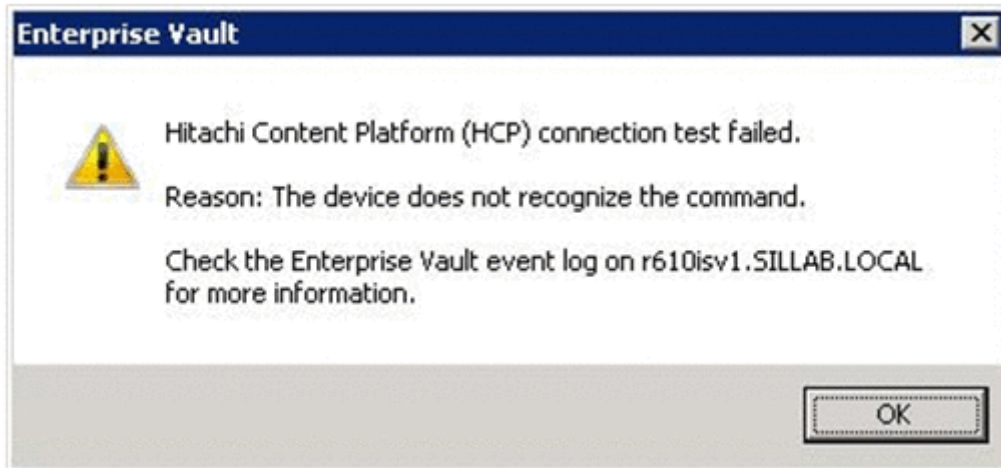 Enterprise Vault
Hitachi Content Platform (HCP) connection test failed.
Reason: The device does not recognize the command.
Check the Enterprise Vault event log on r610isv1.SILLAB.LOCAL
for more information.
OK